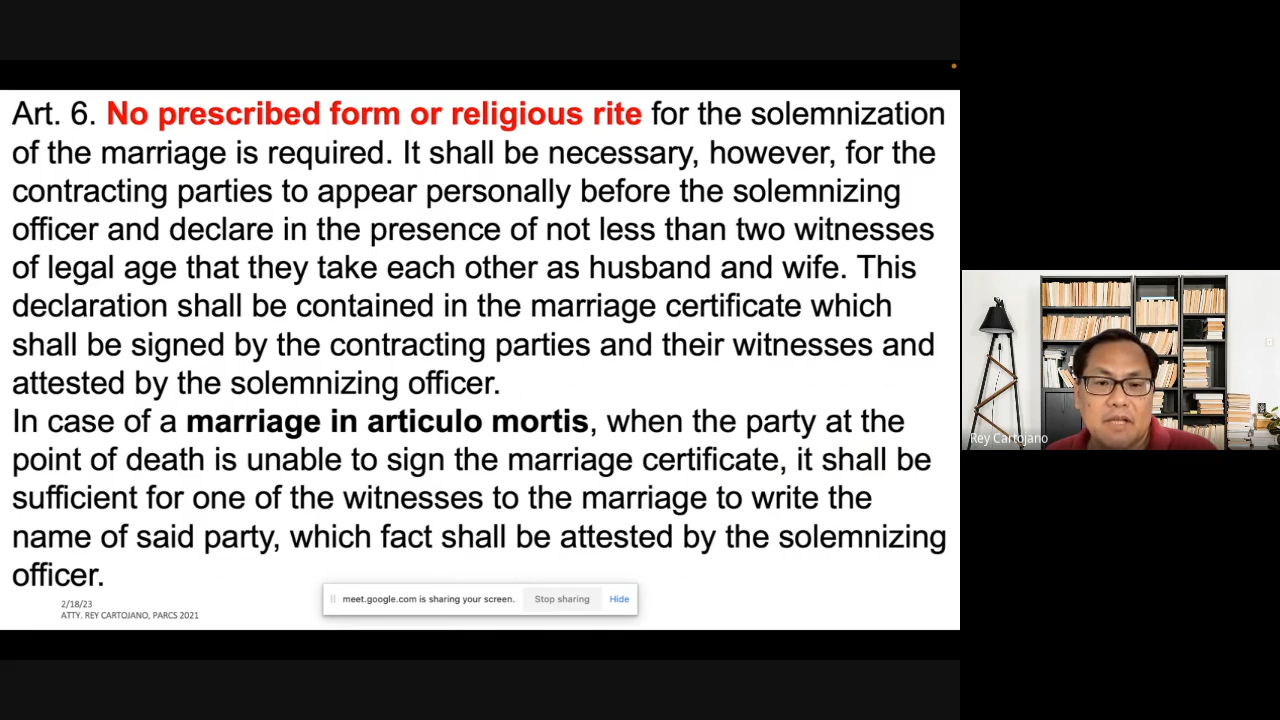 Art. 6. No prescribed form or religious rite for the solemnization
of the marriage is required. It shall be necessary, however, for the
contracting parties to appear personally before the solemnizing
officer and declare in the presence of not less than two witnesses
of legal age that they take each other as husband and wife. This
declaration shall be contained in the marriage certificate which
shall be signed by the contracting parties and their witnesses and
attested by the solemnizing officer.
In case of a marriage in articulo mortis, when the party at the
point of death is unable to sign the marriage certificate, it shall be
sufficient for one of the witnesses to the marriage to write the
name of said party, which fact shall be attested by the solemnizing
officer.
2/18/23
ATTY. REY CARTOJANO, PARCS 2021
meet.google.com is sharing your screen. Stop sharing Hide
Rey Cartojano